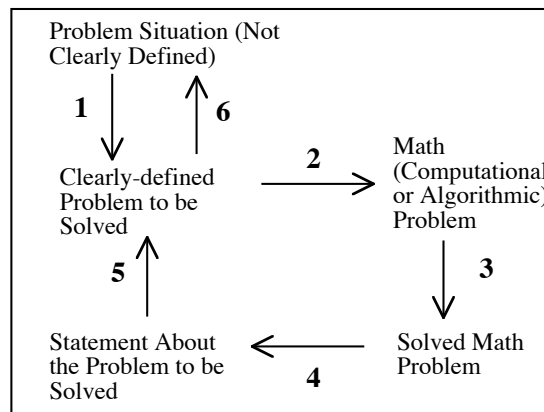 Problem Situation (Not
Clearly Defined)
1
6
2
Clearly-defined
Problem to be
Solved
Math
(Computational
or Algorithmic)
Problem
5
3
Statement About
the Problem to be
Solved
4
Solved Math
Problem